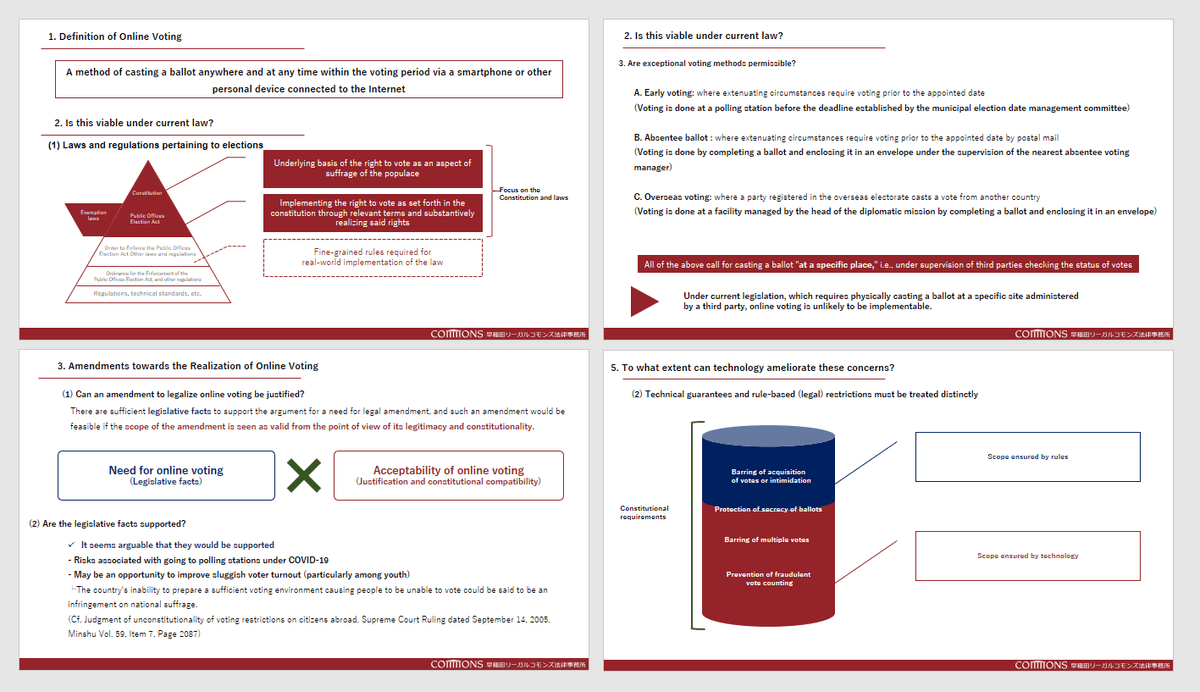 1. Definition of Online Voting
A method of casting a ballot anywhere and at any time within the voting period via a smartphone or other
personal device connected to the Internet
2. Is this viable under current law?
(1) Laws and regulations pertaining to elections
Constitution
Exemption
laws
Public Offices
Election Act
Order to Enforce the Public Offices
Election Act Other laws and regulations
Ordinance for the Enforcement of the
Public Offices Election Act, and other regulations
Regulations, technical standards, etc.
Underlying basis of the right to vote as an aspect of
suffrage of the populace
Implementing the right to vote as set forth in the
constitution through relevant terms and substantively
realizing said rights
Fine-grained rules required for
real-world implementation of the law
Focus on the
Constitution and laws
COMMONS 早稲田リーガルコモンズ法律事務所
2. Is this viable under current law?
3. Are exceptional voting methods permissible?
A. Early voting: where extenuating circumstances require voting prior to the appointed date
(Voting is done at a polling station before the deadline established by the municipal election date management committee)
B. Absentee ballot : where extenuating circumstances require voting prior to the appointed date by postal mail
(Voting is done by completing a ballot and enclosing it in an envelope under the supervision of the nearest absentee voting
manager)
C. Overseas voting: where a party registered in the overseas electorate casts a vote from another country
(Voting is done at a facility managed by the head of the diplomatic mission by completing a ballot and enclosing it in an envelope)
All of the above call for casting a ballot "at a specific place," i.e., under supervision of third parties checking the status of votes
Under current legislation, which requires physically casting a ballot at a specific site administered
by a third party, online voting is unlikely to be implementable.
COMMONS 早稲田リーガルコモンズ法律事務所
3. Amendments towards the Realization of Online Voting
(1) Can an amendment to legalize online voting be justified?
There are sufficient legislative facts to support the argument for a need for legal amendment, and such an amendment would be
feasible if the scope of the amendment is seen as valid from the point of view of its legitimacy and constitutionality.
Need for online voting
(Legislative facts)
Acceptability of online voting
(Justification and constitutional compatibility)
(2) Are the legislative facts supported?
✓ It seems arguable that they would be supported
- Risks associated with going to polling stations under COVID-19
- May be an opportunity to improve sluggish voter turnout (particularly among youth)
└The country's inability to prepare a sufficient voting environment causing people to be unable to vote could be said to be an
infringement on national suffrage.
(Cf. Judgment of unconstitutionality of voting restrictions on citizens abroad, Supreme Court Ruling dated September 14, 2005,
Minshu Vol. 59, Item 7, Page 2087)
COMMONS 早稲田リーガルコモンズ法律事務所
5. To what extent can technology ameliorate these concerns?
(2) Technical guarantees and rule-based (legal) restrictions must be treated distinctly
Constitutional
requirements
Barring of acquisition
of votes or intimidation
Protection of secrecy of ballots
Barring of multiple votes
Prevention of fraudulent
vote counting
Scope ensured by rules
Scope ensured by technology
COMMONS 早稲田リーガルコモンズ法律事務所